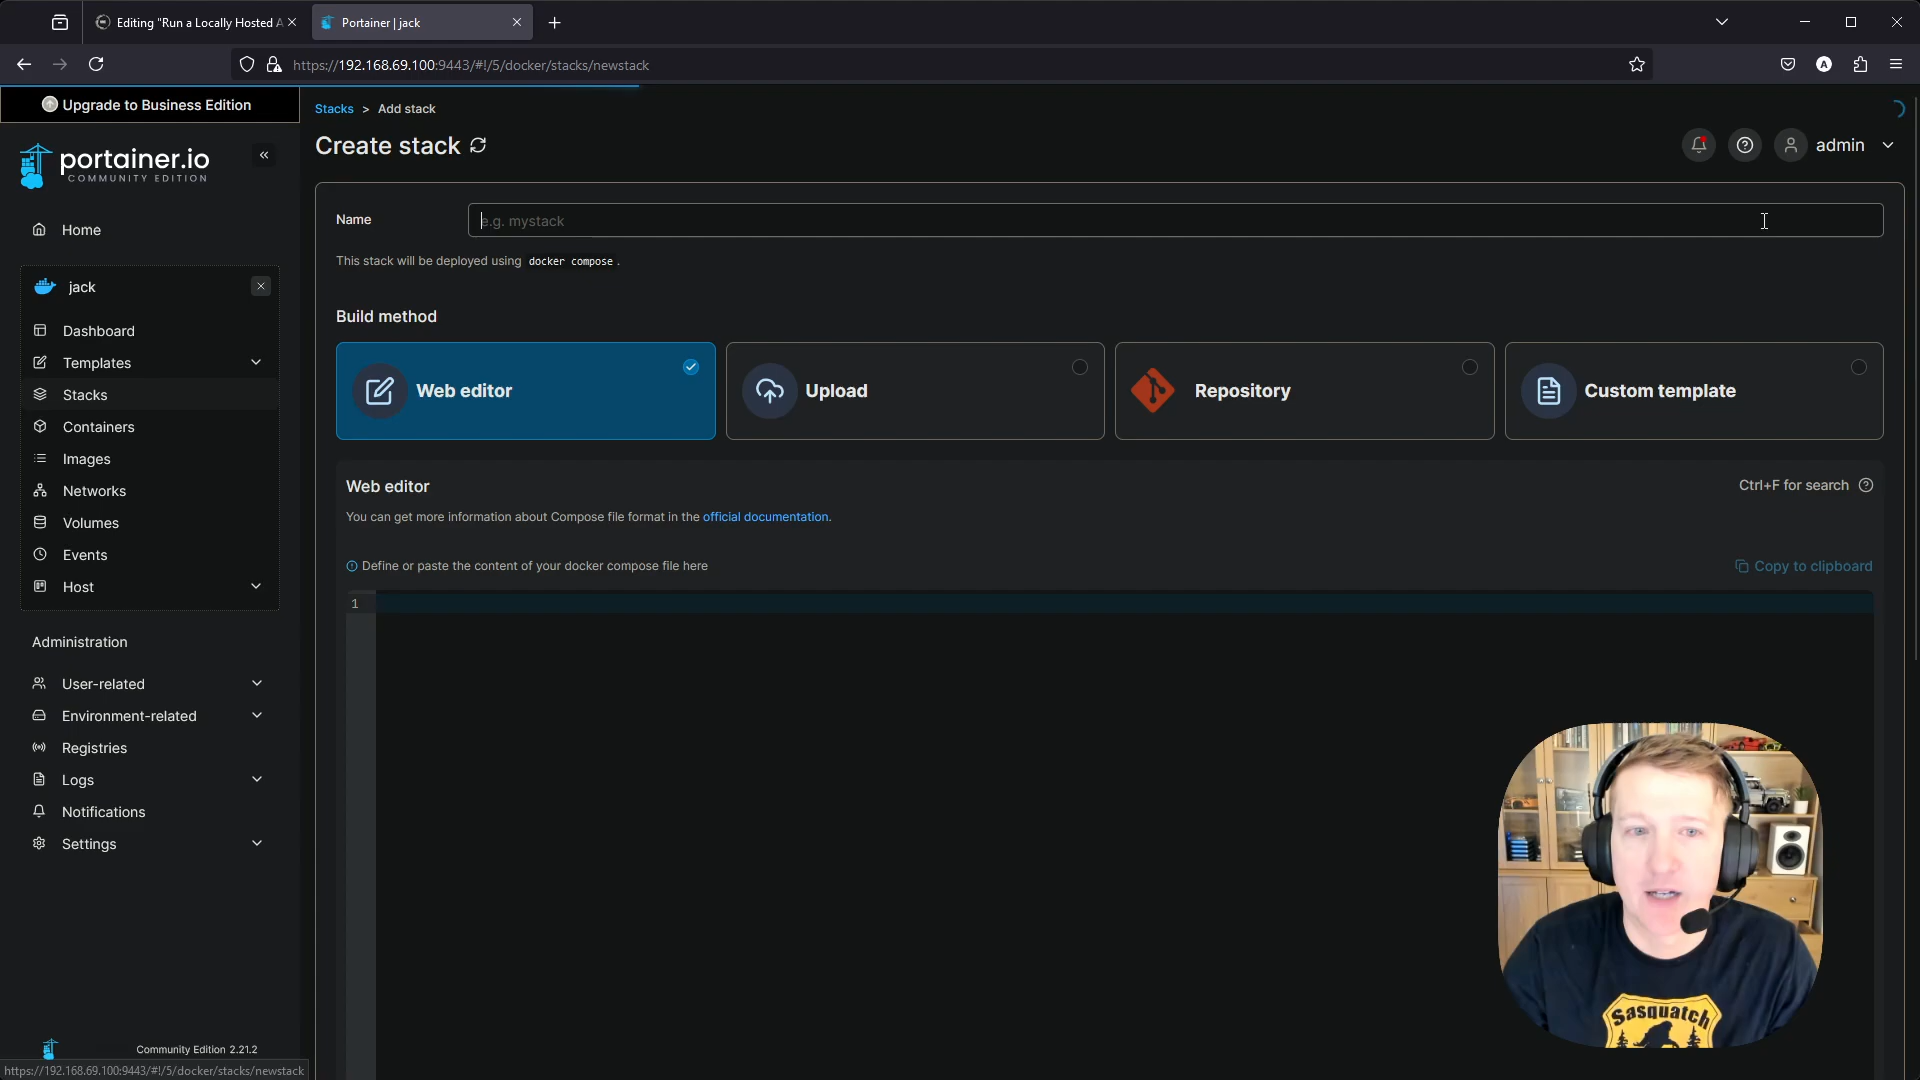 Editing "Run a Locally Hosted A
Portainer | jack
https://192.168.69.100:9443/#!/5/docker/stacks/newstack
A
Upgrade to Business Edition
portainer.io
COMMUNITY EDITION
Home
jack
Dashboard
Templates
Stacks
Containers
Images
Networks
Volumes
Events
Host
Administration
User-related
Environment-related
Registries
Logs
Notifications
Settings
Community Edition 2.21.2
https://192.168.69.100:9443/#!/5/docker/stacks/newstack
Stacks > Add stack
Create stack
admin
Name
e.g. mystack
This stack will be deployed using docker compose .
Build method
Web editor
Upload
Repository
Custom template
Web editor
Ctrl+F for search
You can get more information about Compose file format in the official documentation.
Define or paste the content of your docker compose file here
Copy to clipboard
1
Sasquatch